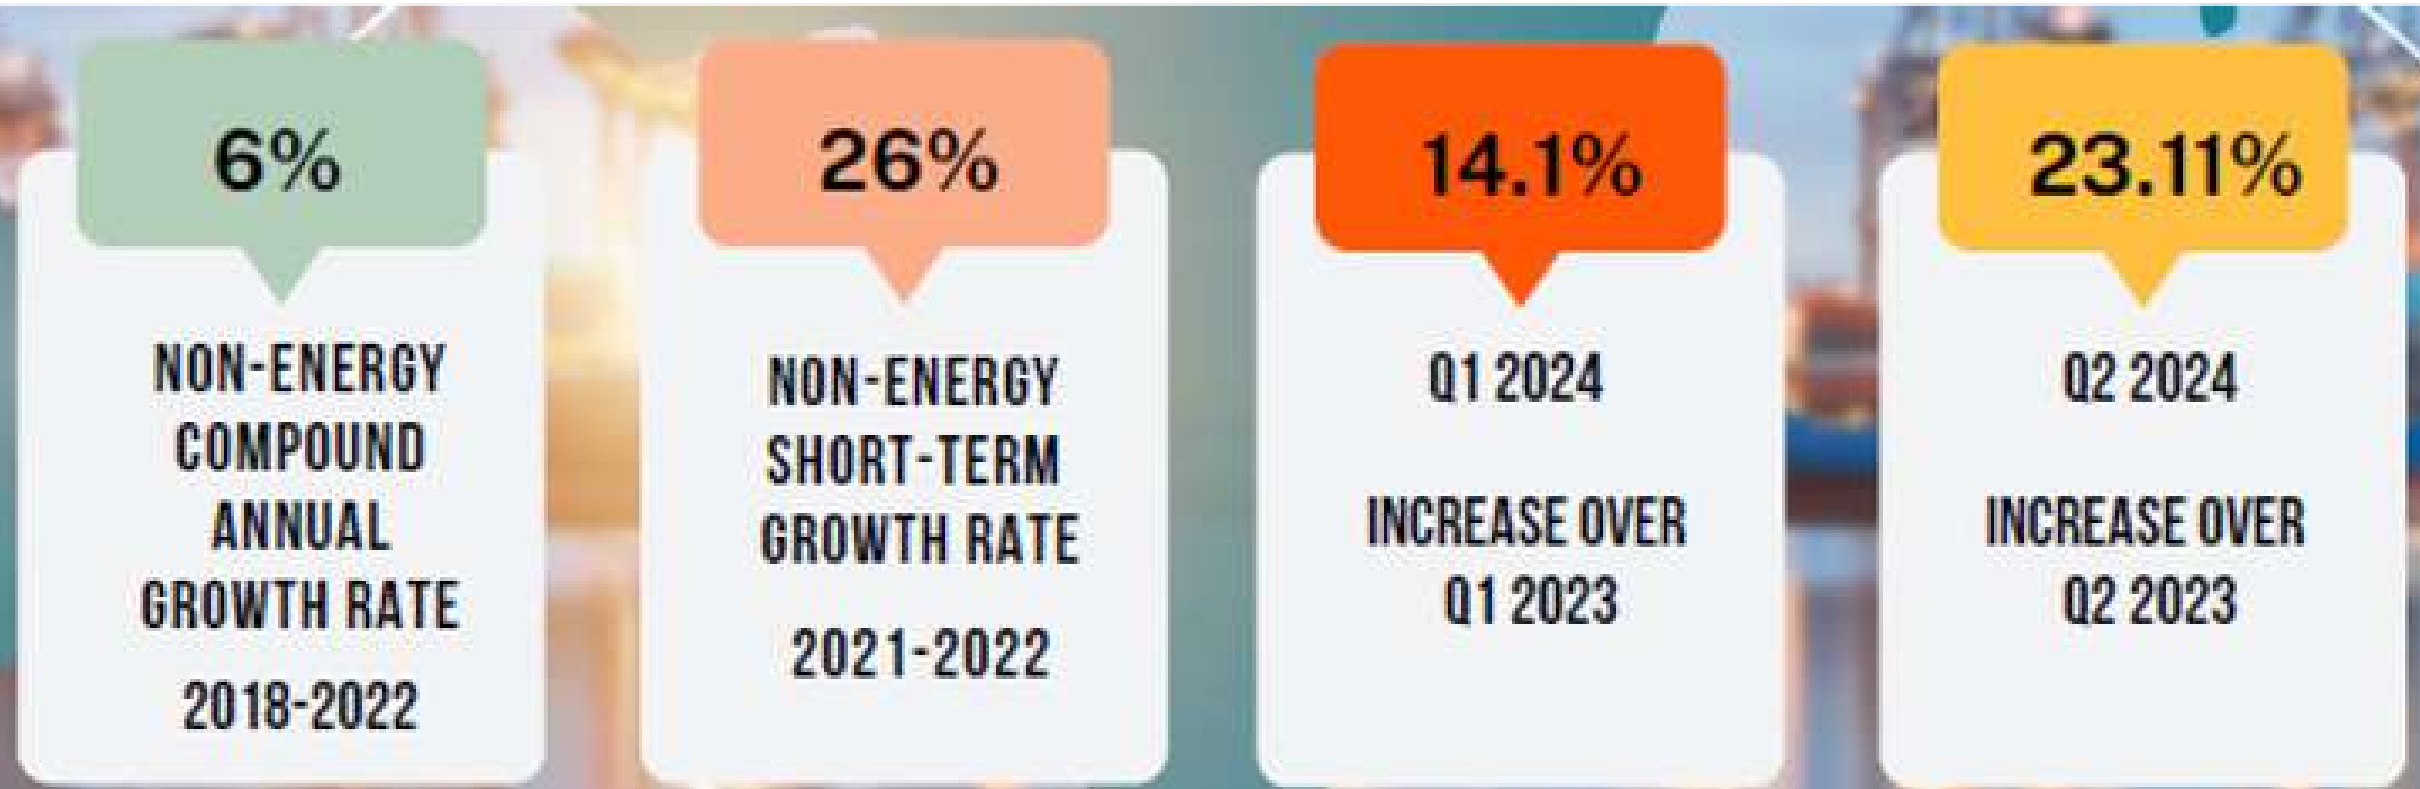 6%
NON-ENERGY
COMPOUND
ANNUAL
GROWTH RATE
2018-2022
26%
NON-ENERGY
SHORT-TERM
GROWTH RATE
2021-2022
14.1%
Q1 2024
INCREASE OVER
Q1 2023
23.11%
Q2 2024
INCREASE OVER
Q2 2023